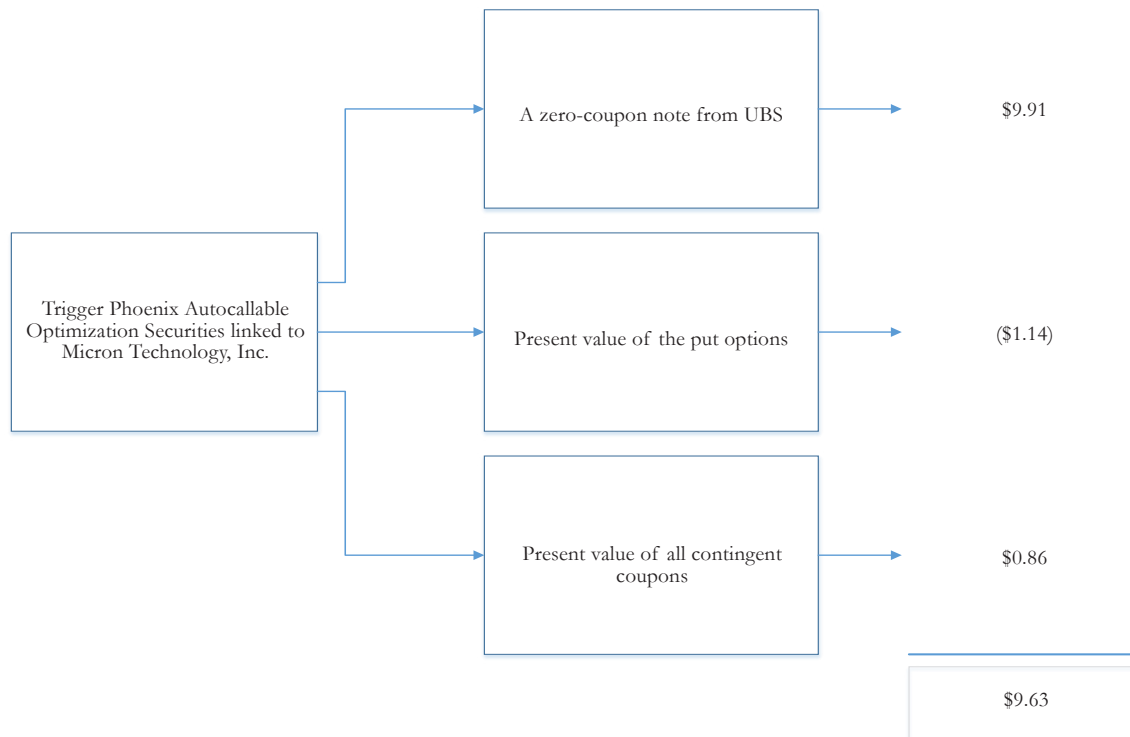 A zero-coupon note from UBS
$9.91
Trigger Phoenix Autocallable
Optimization Securities linked to
Micron Technology, Inc.
Present value of the put options
($1.14)
Present value of all contingent
coupons
$0.86
$9.63